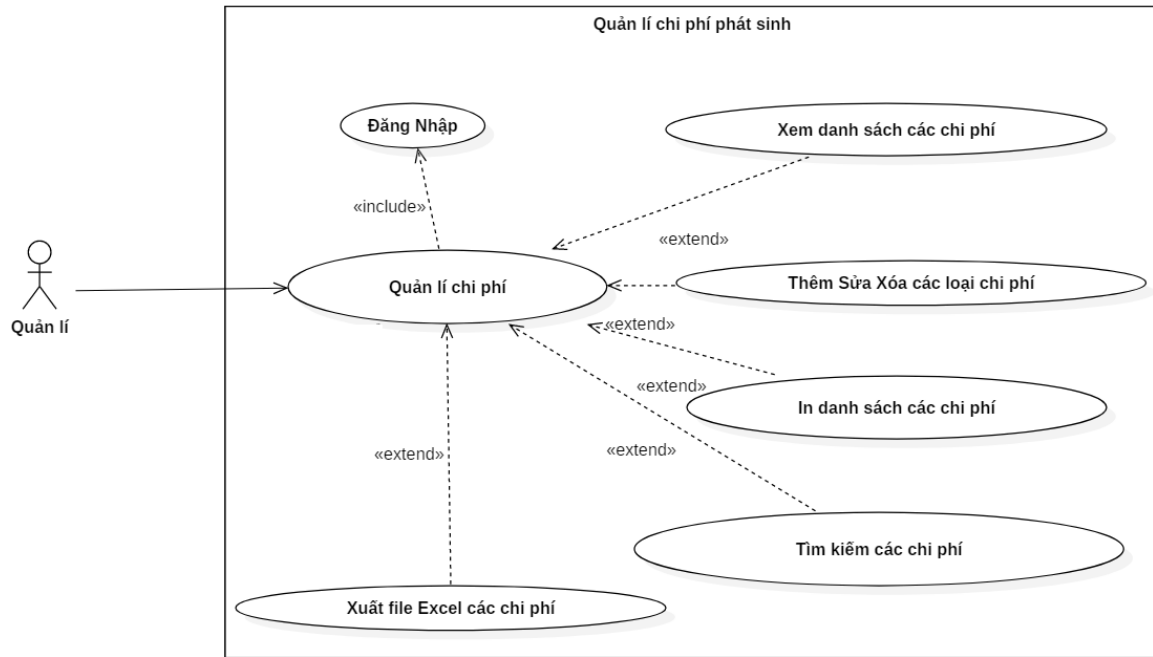 Quản lí chi phí phát sinh
Đăng Nhập
Xem danh sách các chi phí
«include»
«extend»
Quản lí chi phí
Thêm Sửa Xóa các loại chi phí
Quản lí
«extend»
«extend»
In danh sách các chi phí
«extend»
«extend»
Tìm kiếm các chi phí
Xuất file Excel các chi phí